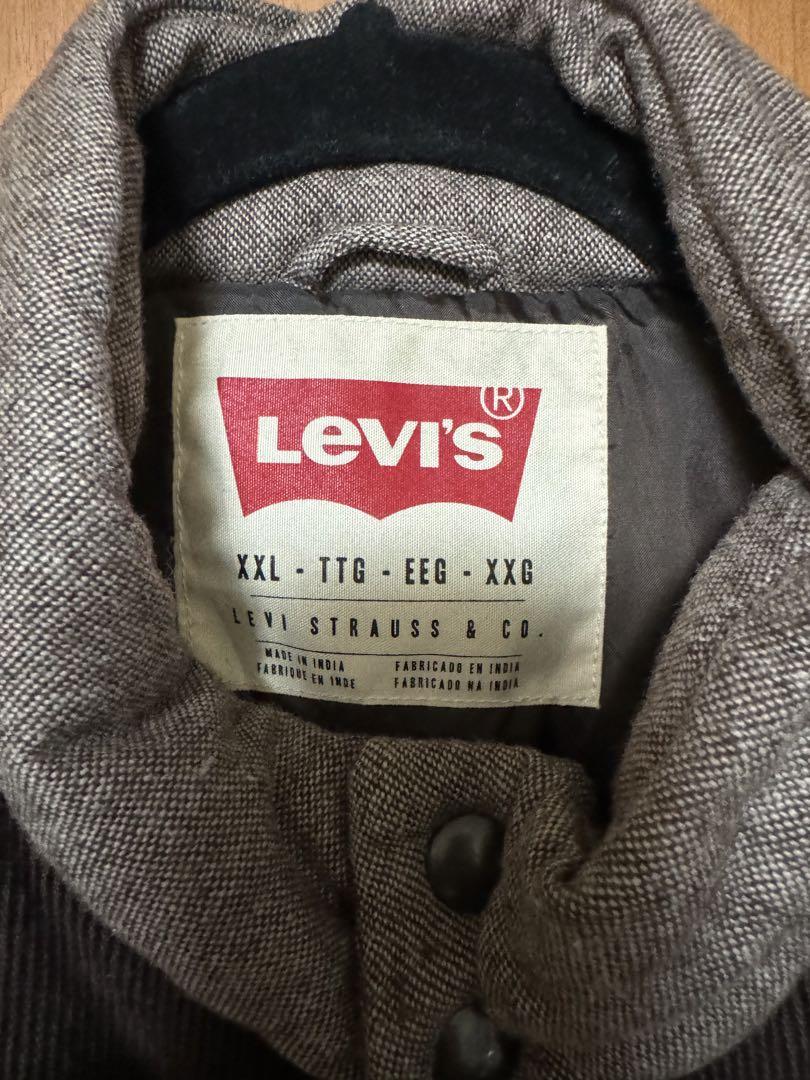 LEVI'S ®
XXL - TTG - EEG - XXG
LEVI STRAUSS & CO.
MADE IN INDIA
FABRIQUE EN INDE
FABRICADO EN INDIA
FABRICADO NA INDIA